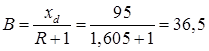 B = x_d / (R + 1) = 95 / (1,605 + 1) = 36,5